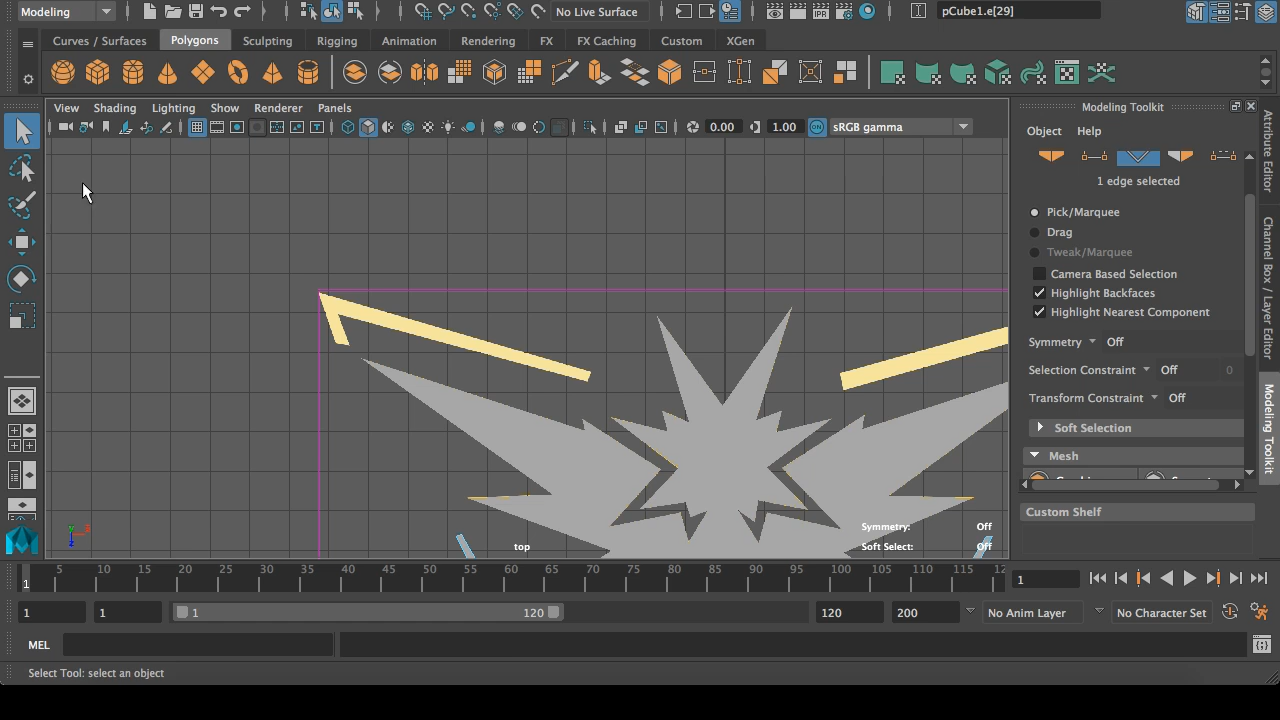 Modeling No Live Surface pCube1.e[29]
Curves / Surfaces Polygons Sculpting Rigging Animation Rendering FX FX Caching Custom XGen
IPR
View Shading Lighting Show Renderer Panels
Modeling Toolkit
0.00 1.00 ON sRGB gamma
Object Help
1 edge selected
Pick/Marquee
Drag
Tweak/Marquee
Camera Based Selection
Highlight Backfaces
Highlight Nearest Component
Symmetry Off
Selection Constraint Off 0
Transform Constraint Off
Soft Selection
Mesh
Custom Shelf
Attribute Editor
Channel Box / Layer Editor
Modeling Toolkit
Symmetry: Off
top Soft Select: Off
5 10 15 20 25 30 35 40 45 50 55 60 65 70 75 80 85 90 95 100 105 110 115 12
1 1
1 1 1 120 120 200 No Anim Layer No Character Set
MEL
Select Tool: select an object